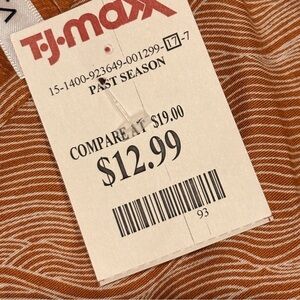 T·J·maxx
15-1400-923649-001299-17-7
PAST SEASON
COMPARE AT $19.00
$12.99
93